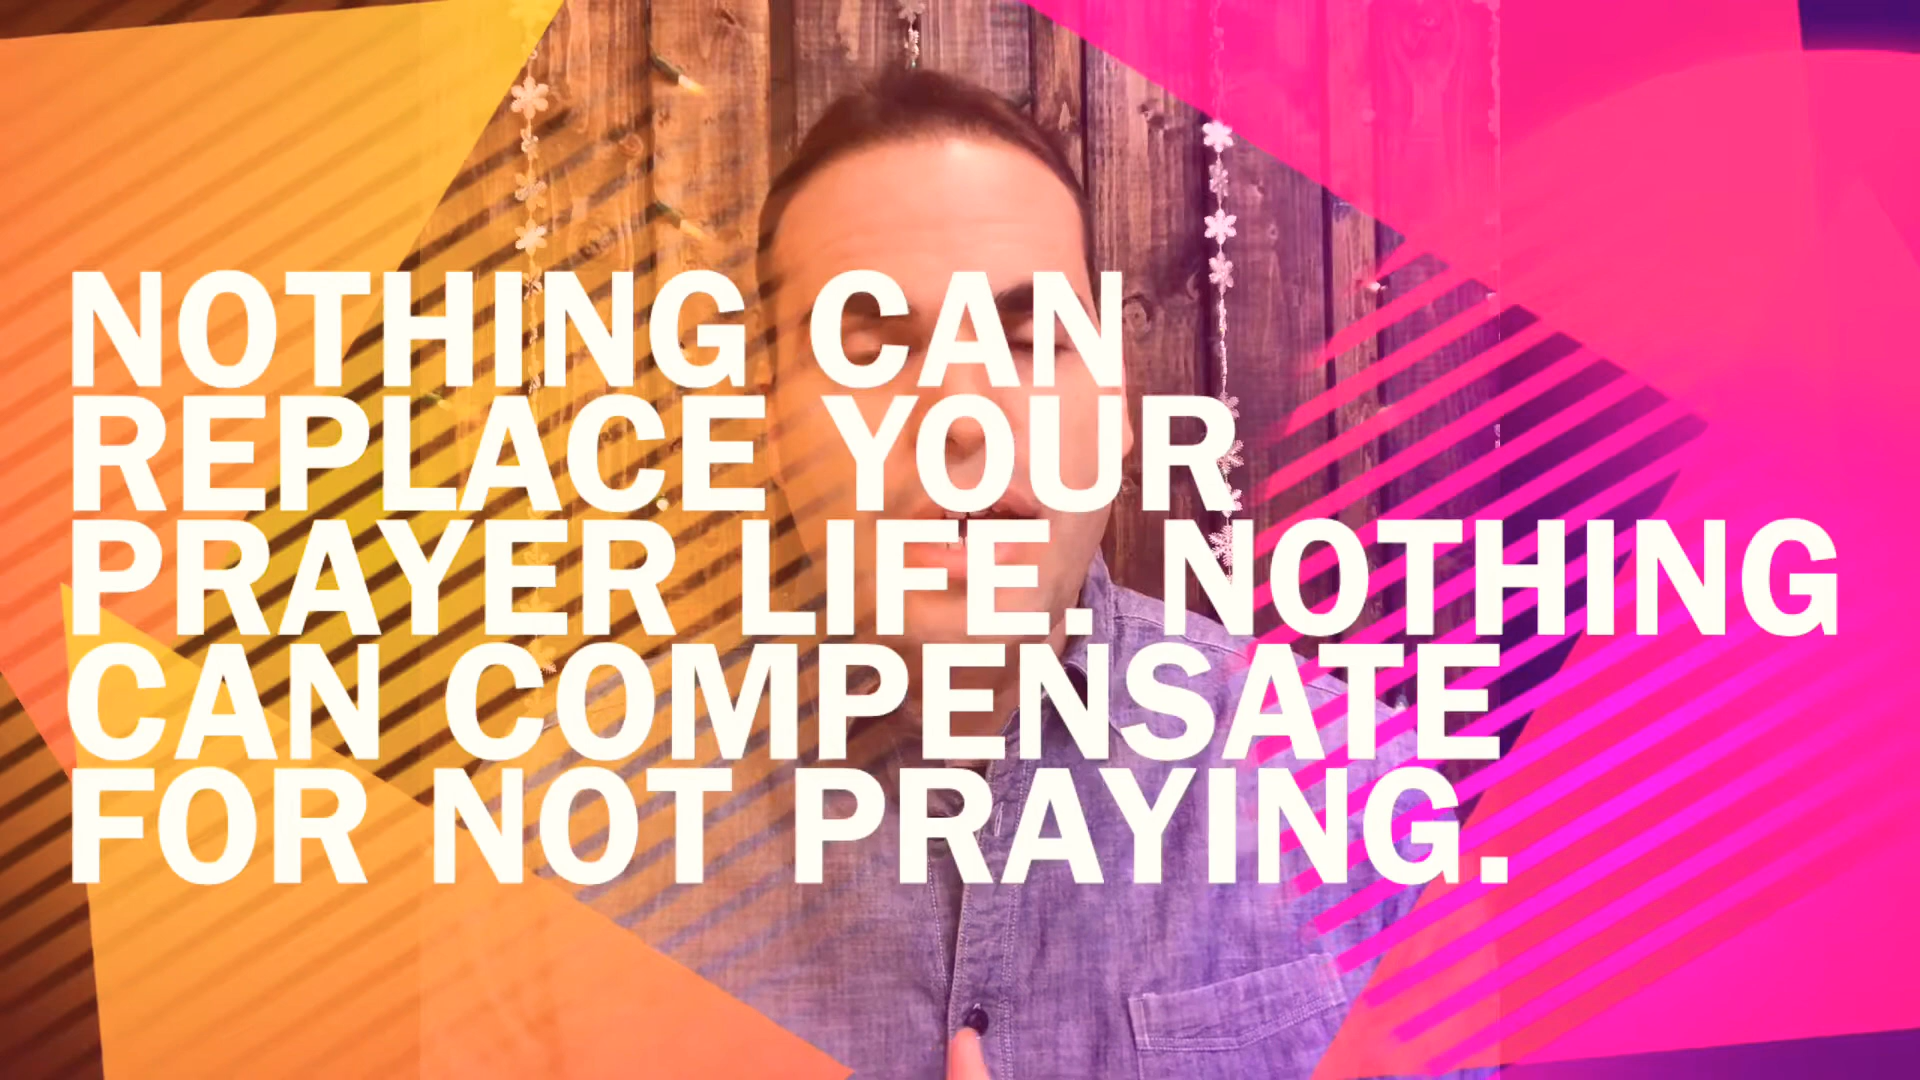 NOTHING CAN
REPLACE YOUR
PRAYER LIFE. NOTHING
CAN COMPENSATE
FOR NOT PRAYING.